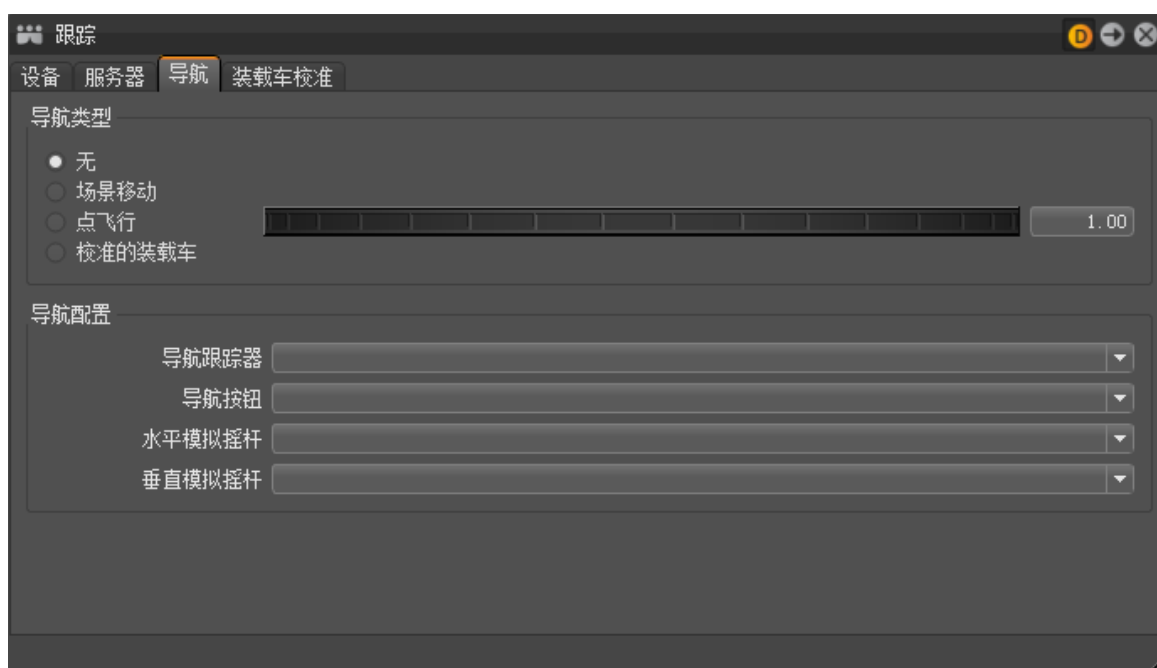 跟踪
D
设备 服务器 导航 装载车校准
导航类型
无
场景移动
点飞行 1.00
校准的装载车
导航配置
导航跟踪器
导航按钮
水平模拟摇杆
垂直模拟摇杆